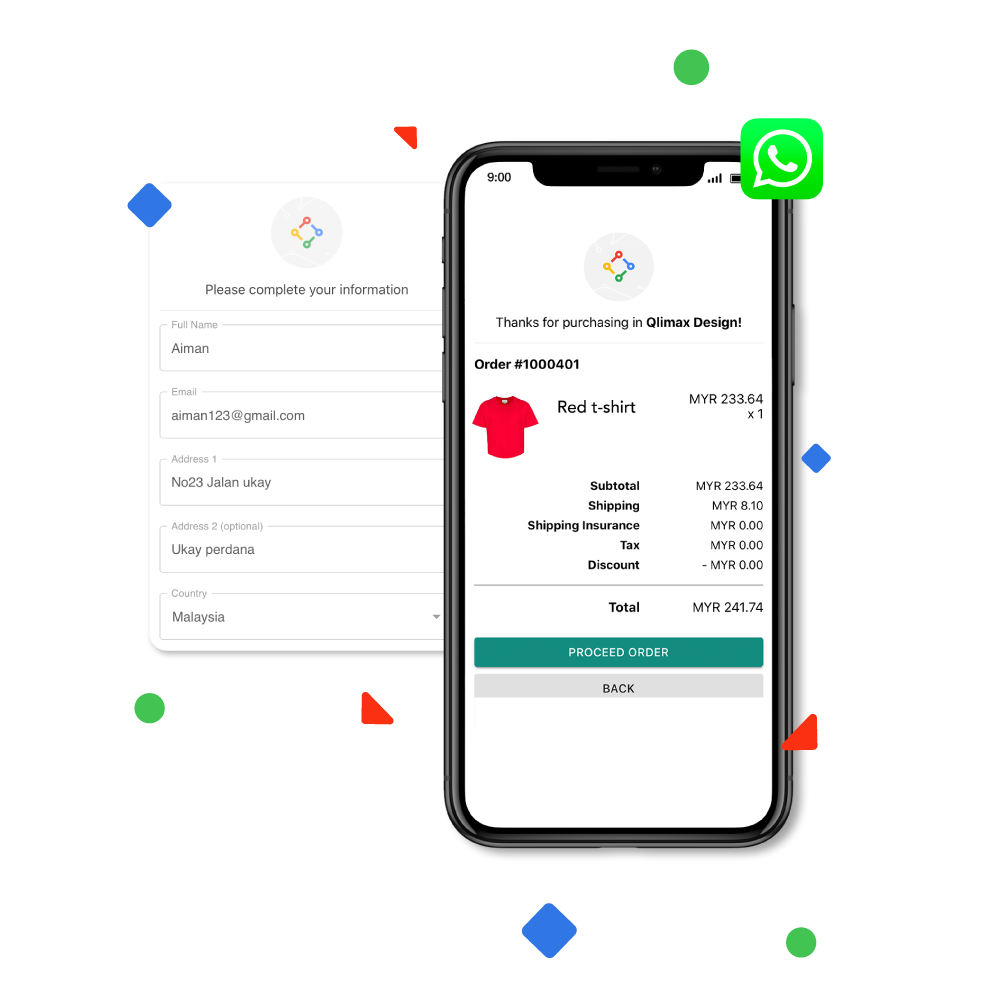 Please complete your information
Full Name
Aiman
Email
aiman123@gmail.com
Address 1
No23 Jalan ukay
Address 2 (optional)
Ukay perdana
Country
Malaysia
9:00
Thanks for purchasing in Qlimax Design!
Order #1000401
Red t-shirt MYR 233.64
x 1
Subtotal MYR 233.64
Shipping MYR 8.10
Shipping Insurance MYR 0.00
Tax MYR 0.00
Discount - MYR 0.00
Total MYR 241.74
PROCEED ORDER
BACK